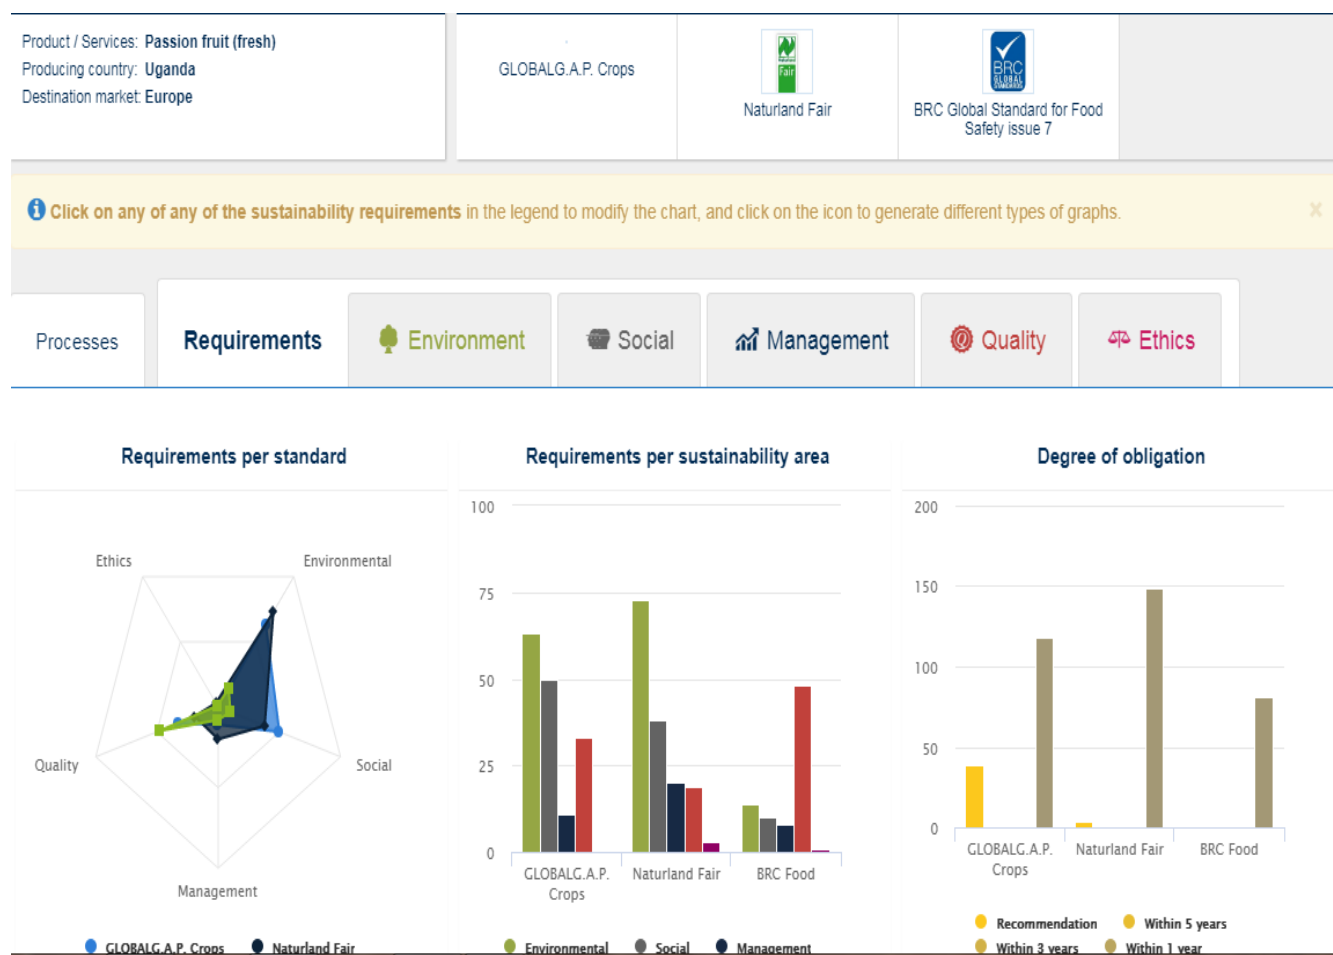 Product / Services: Passion fruit (fresh)
Producing country: Uganda
Destination market: Europe
GLOBALG.A.P. Crops
Fair
Naturland Fair
BRC
GLOBAL
STANDARDS
BRC Global Standard for Food
Safety issue 7
Click on any of any of the sustainability requirements in the legend to modify the chart, and click on the icon to generate different types of graphs.
x
Processes
Requirements
Environment
Social
Management
Quality
Ethics
Requirements per standard
Ethics
Environmental
Quality
Social
Management
GLOBALG.A.P. Crops
Naturland Fair
Requirements per sustainability area
100
75
50
25
0
GLOBALG.A.P.
Crops
Naturland Fair
BRC Food
Environmental
Social
Management
Degree of obligation
200
150
100
50
0
GLOBALG.A.P.
Crops
Naturland Fair
BRC Food
Recommendation
Within 5 years
Within 3 years
Within 1 year